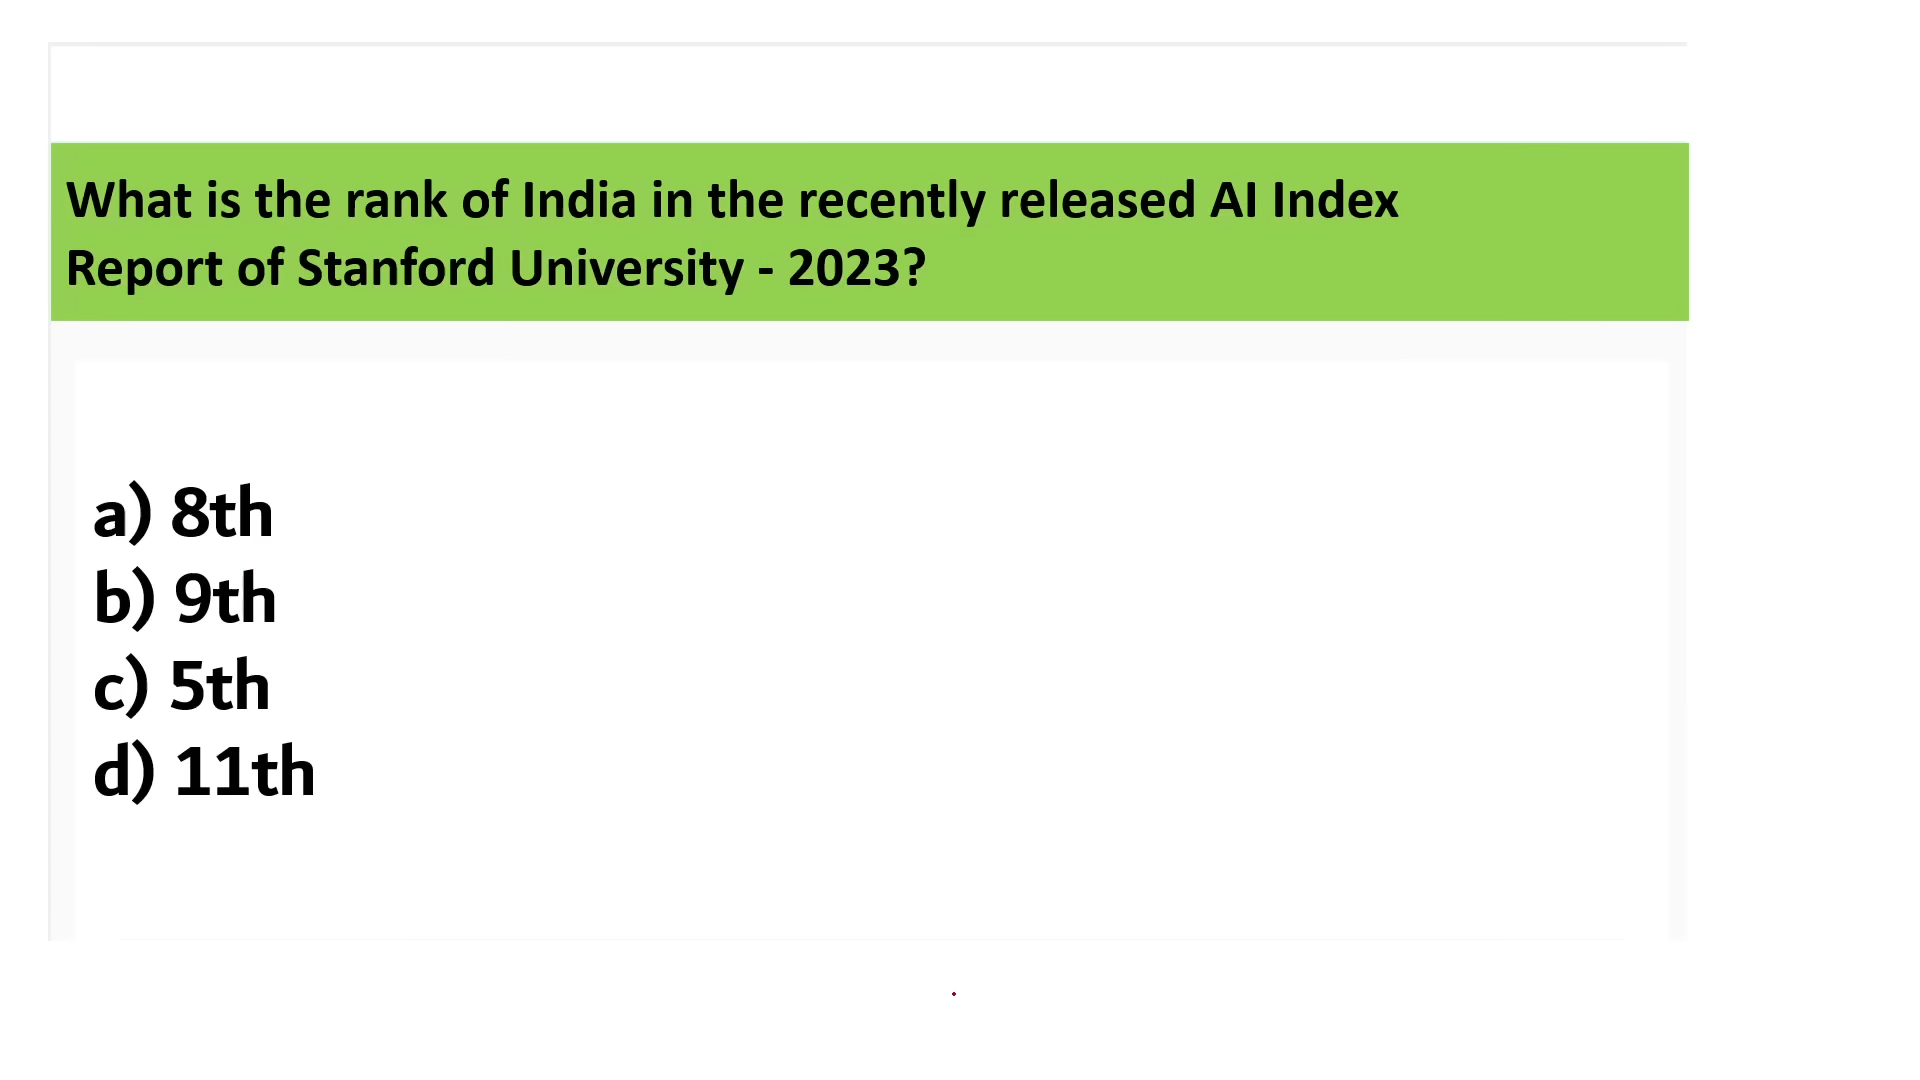 What is the rank of India in the recently released AI Index
Report of Stanford University - 2023?
a) 8th
b) 9th
c) 5th
d) 11th